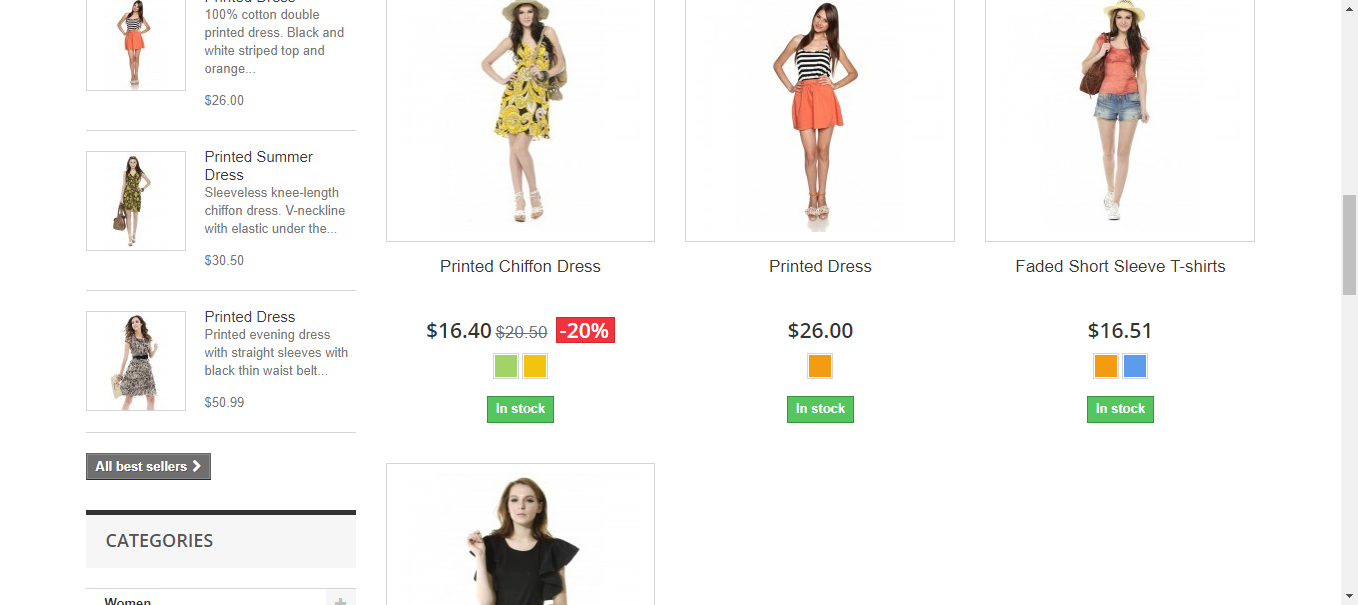 Printed Dress
100% cotton double
printed dress. Black and
white striped top and
orange...
$26.00
Printed Summer
Dress
Sleeveless knee-length
chiffon dress. V-neckline
with elastic under the...
$30.50
Printed Dress
Printed evening dress
with straight sleeves with
black thin waist belt...
$50.99
All best sellers
CATEGORIES
Women
Printed Chiffon Dress
$16.40 $20.50 -20%
In stock
Printed Dress
$26.00
In stock
Faded Short Sleeve T-shirts
$16.51
In stock